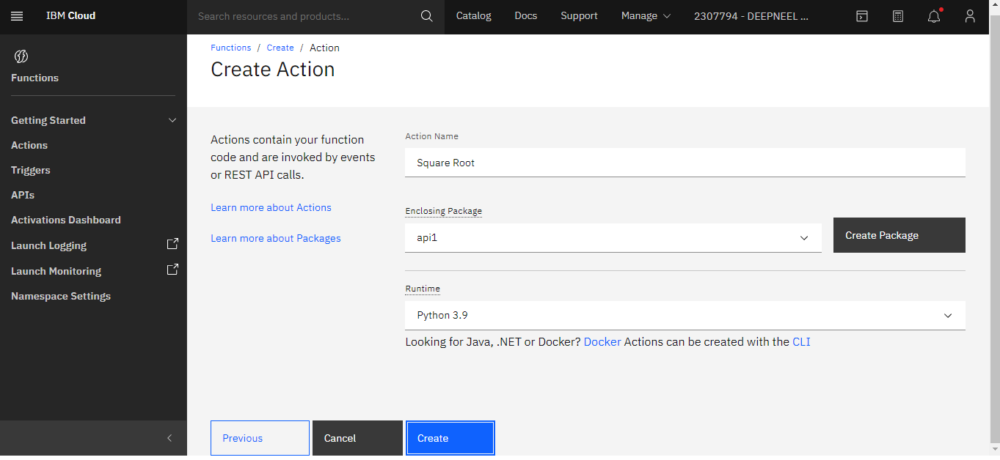 IBM Cloud
Search resources and products...
Catalog
Docs
Support
Manage
2307794 - DEEPNEEL ...
Functions
Getting Started
Actions
Triggers
APIs
Activations Dashboard
Launch Logging
Launch Monitoring
Namespace Settings
Functions / Create / Action
Create Action
Actions contain your function
code and are invoked by events
or REST API calls.
Learn more about Actions
Learn more about Packages
Action Name
Square Root
Enclosing Package
api1
Create Package
Runtime
Python 3.9
Looking for Java, .NET or Docker? Docker Actions can be created with the CLI
Previous
Cancel
Create